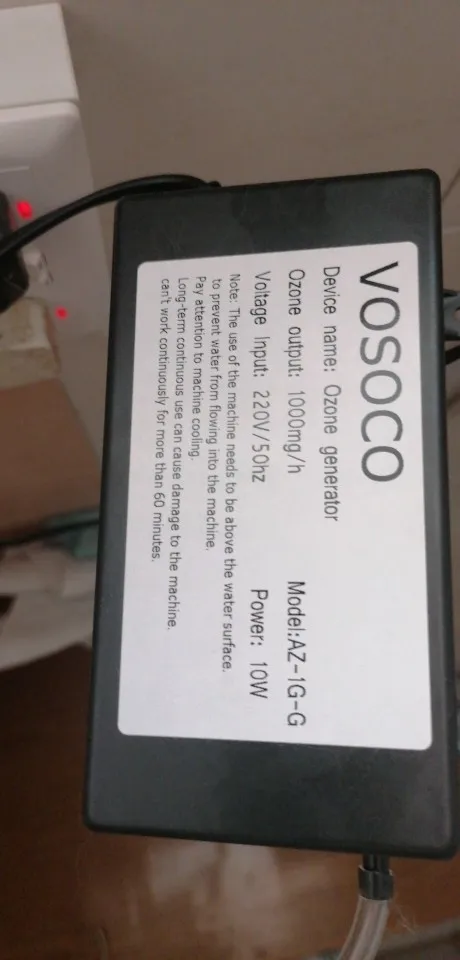 VOSOCO
Device name: Ozone generator
Ozone output: 1000mg/h Model:AZ-1G-G
Voltage Input: 220V/50hz Power: 10W
Note: The use of the machine needs to be above the water surface.
to prevent water from flowing into the machine.
Pay attention to machine cooling.
Long-term continuous use can cause damage to the machine.
can't work continuously for more than 60 minutes.